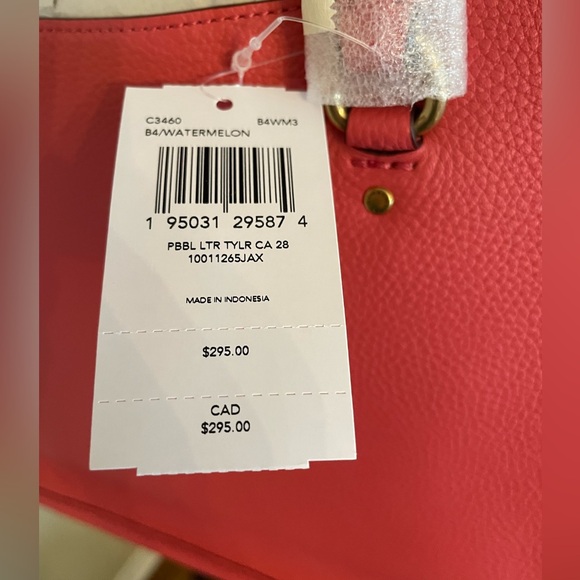 C3460 B4WM3
B4/WATERMELON
1 95031 29587 4
PBBL LTR TYLR CA 28
10011265JAX
MADE IN INDONESIA
$295.00
CAD
$295.00